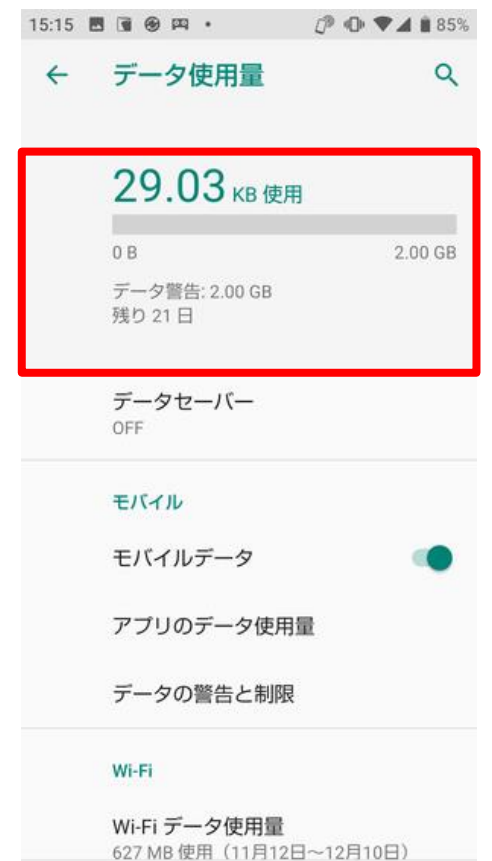 15:15 85%
データ使用量
29.03 KB 使用
0 B 2.00 GB
データ警告: 2.00 GB
残り 21 日
データセーバー
OFF
モバイル
モバイルデータ
アプリのデータ使用量
データの警告と制限
Wi-Fi
Wi-Fi データ使用量
627 MB 使用（11月12日～12月10日）